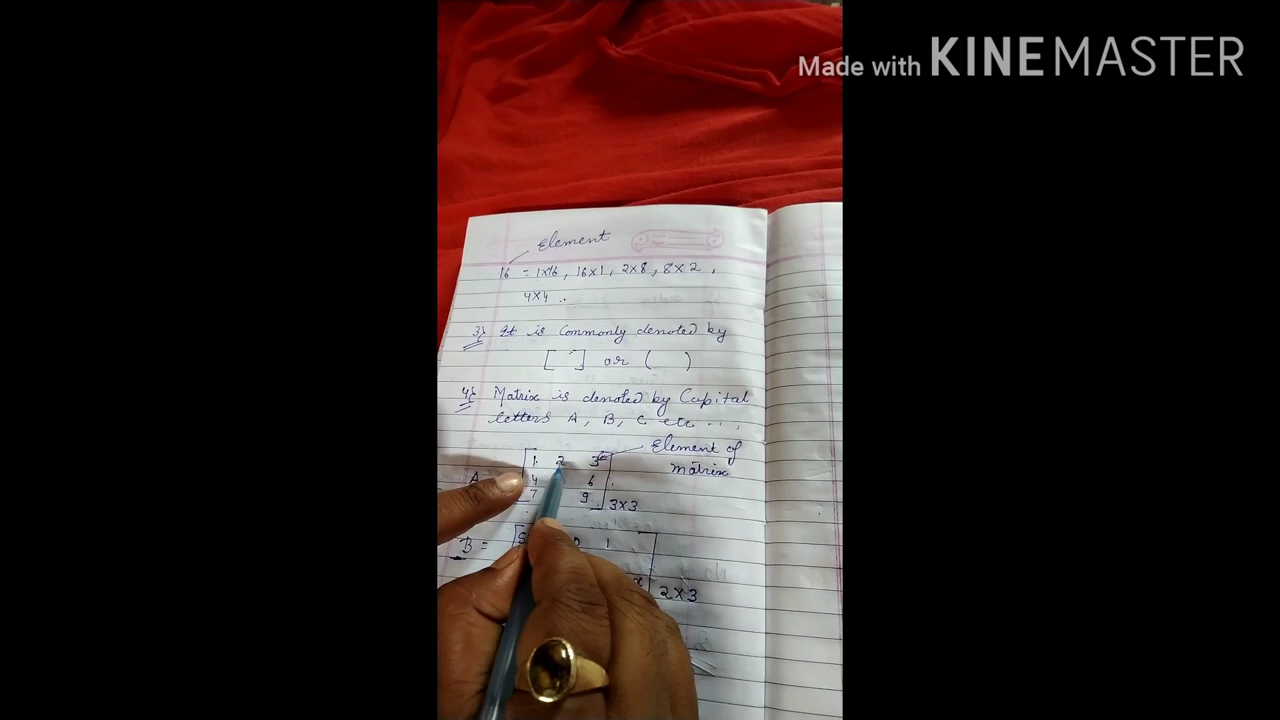 Made with KINEMASTER
Element
16 = 1×16, 16×1, 2×8, 8×2,
4×4 ..
3} It is Commonly denoted by
[ ] or ( )
4} Matrix is denoted by Capital
letters A, B, C etc ...,
Element of
matrix
A
1 2 3
4 6
7 9
3×3
B = 1
2×3